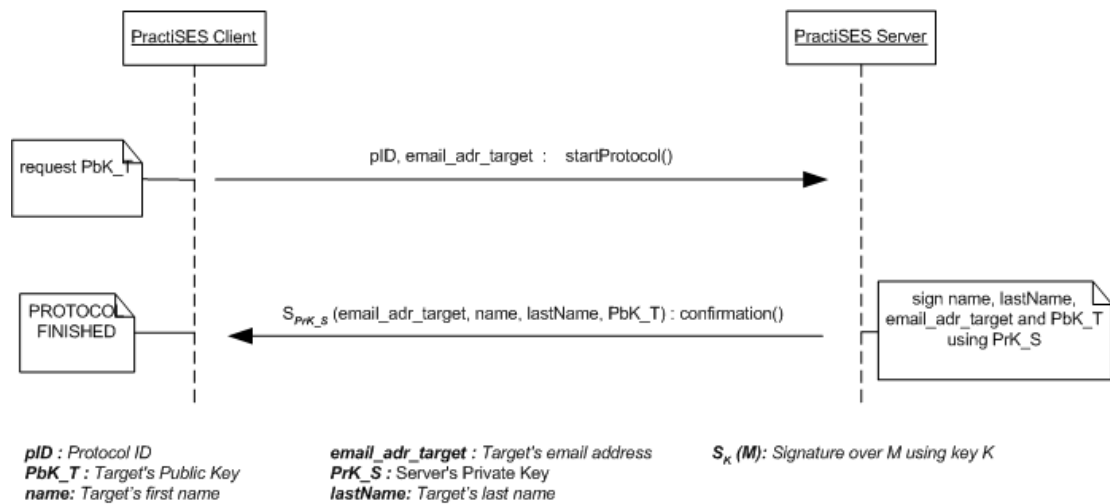 PractiSES Client
PractiSES Server
request PbK_T
pID, email_adr_target : startProtocol()
PROTOCOL
FINISHED
S_PrK_S (email_adr_target, name, lastName, PbK_T) : confirmation()
sign name, lastName,
email_adr_target and PbK_T
using PrK_S
pID : Protocol ID
email_adr_target : Target's email address
S_K (M): Signature over M using key K
PbK_T : Target's Public Key
PrK_S : Server's Private Key
name: Target's first name
lastName: Target's last name